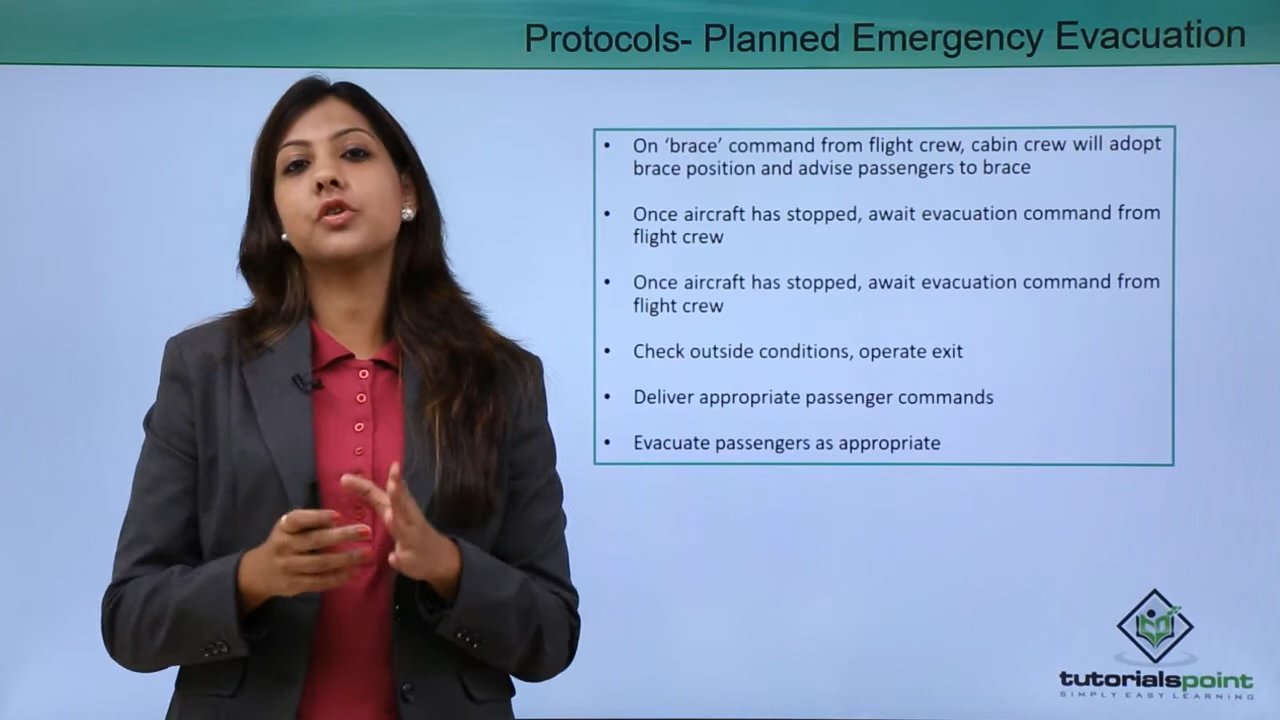 Protocols- Planned Emergency Evacuation
• On ‘brace’ command from flight crew, cabin crew will adopt
brace position and advise passengers to brace
• Once aircraft has stopped, await evacuation command from
flight crew
• Once aircraft has stopped, await evacuation command from
flight crew
• Check outside conditions, operate exit
• Deliver appropriate passenger commands
• Evacuate passengers as appropriate
tutorialspoint
SIMPLY EASY LEARNING